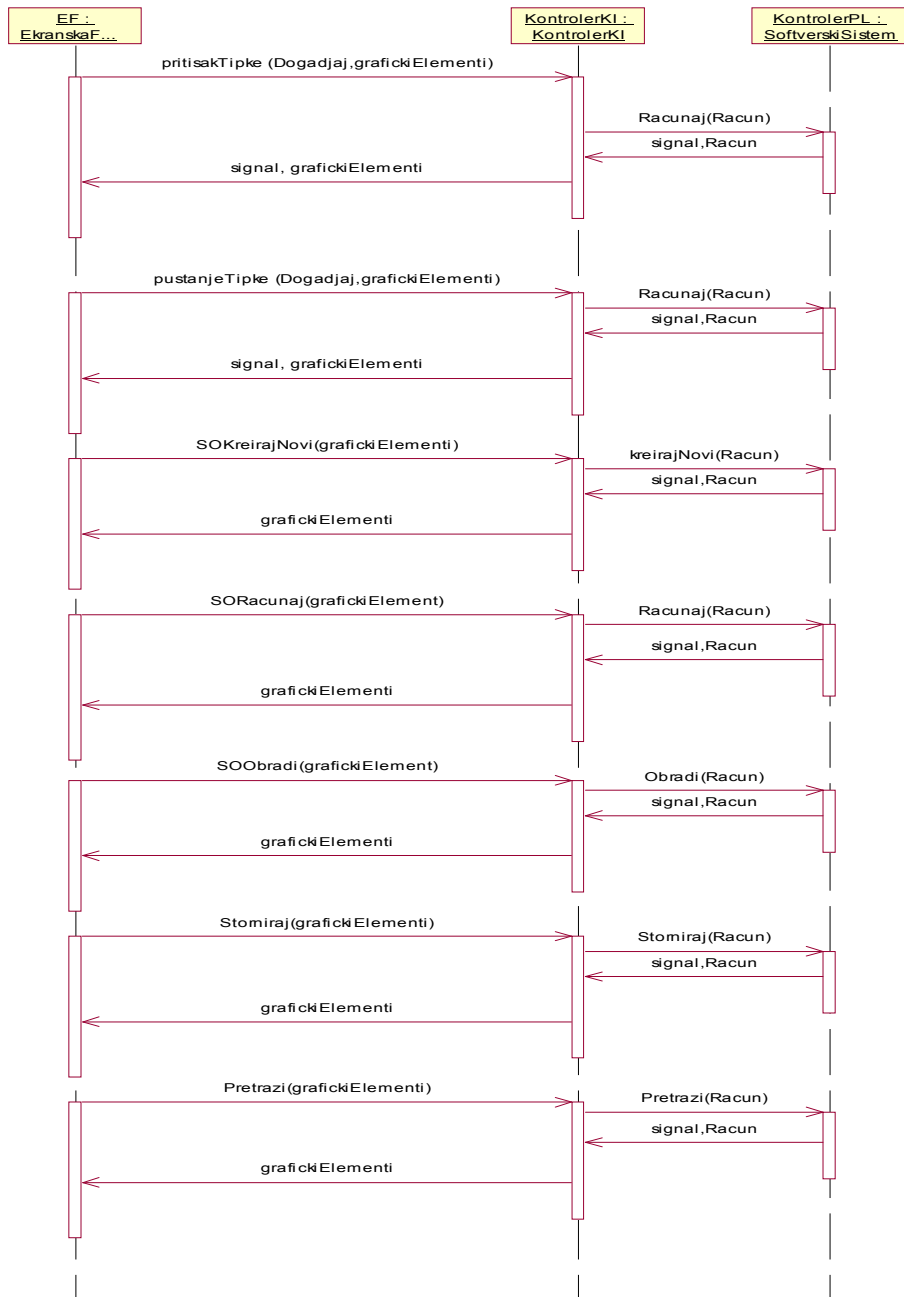 EF :
EkranskaF...
KontrolerKI :
KontrolerKI
KontrolerPL :
SoftverskiSistem
pritisakTipke (Dogadjaj,grafickiElementi)
Racunaj(Racun)
signal,Racun
signal, grafickiElementi
pustanjeTipke (Dogadjaj,grafickiElementi)
Racunaj(Racun)
signal,Racun
signal, grafickiElementi
SOKreirajNovi(grafickiElementi)
kreirajNovi(Racun)
signal,Racun
grafickiElementi
SORacunaj(grafickiElement)
Racunaj(Racun)
signal,Racun
grafickiElementi
SOObradi(grafickiElement)
Obradi(Racun)
signal,Racun
grafickiElementi
Storniraj(grafickiElementi)
Storniraj(Racun)
signal,Racun
grafickiElementi
Pretrazi(grafickiElementi)
Pretrazi(Racun)
signal,Racun
grafickiElementi